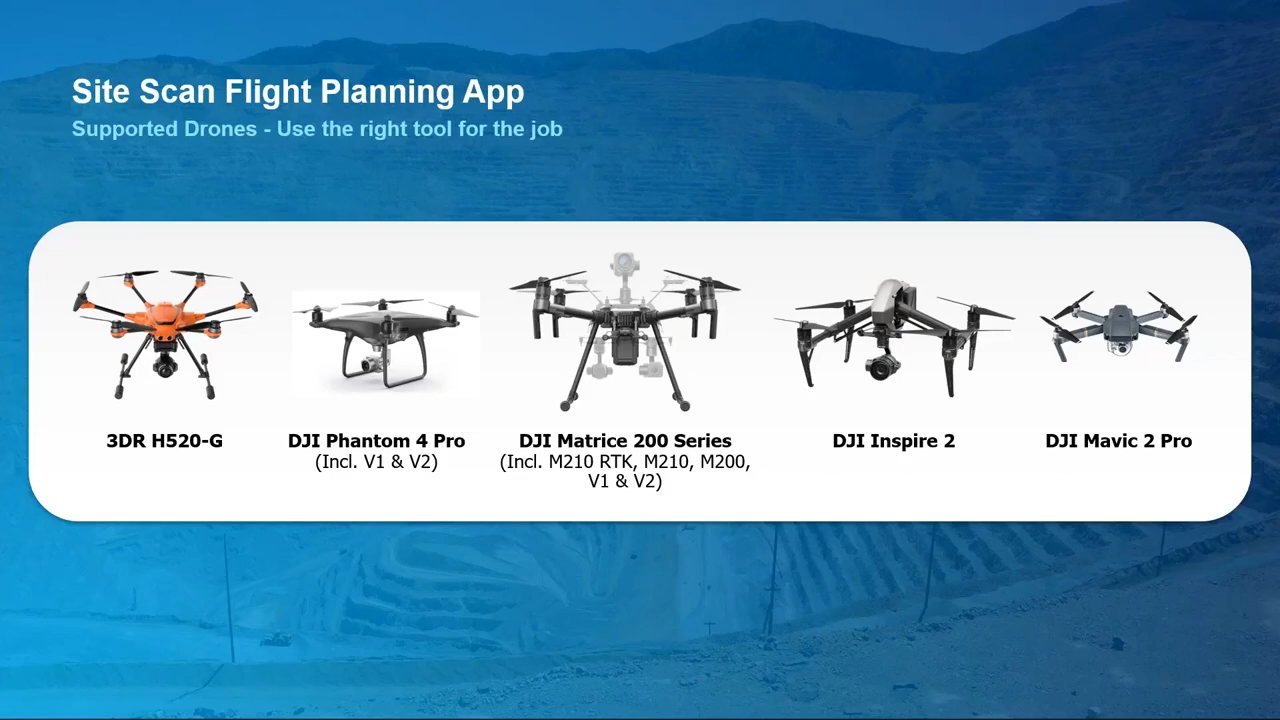 Site Scan Flight Planning App
Supported Drones - Use the right tool for the job
3DR H520-G
DJI Phantom 4 Pro
(Incl. V1 & V2)
DJI Matrice 200 Series
(Incl. M210 RTK, M210, M200,
V1 & V2)
DJI Inspire 2
DJI Mavic 2 Pro